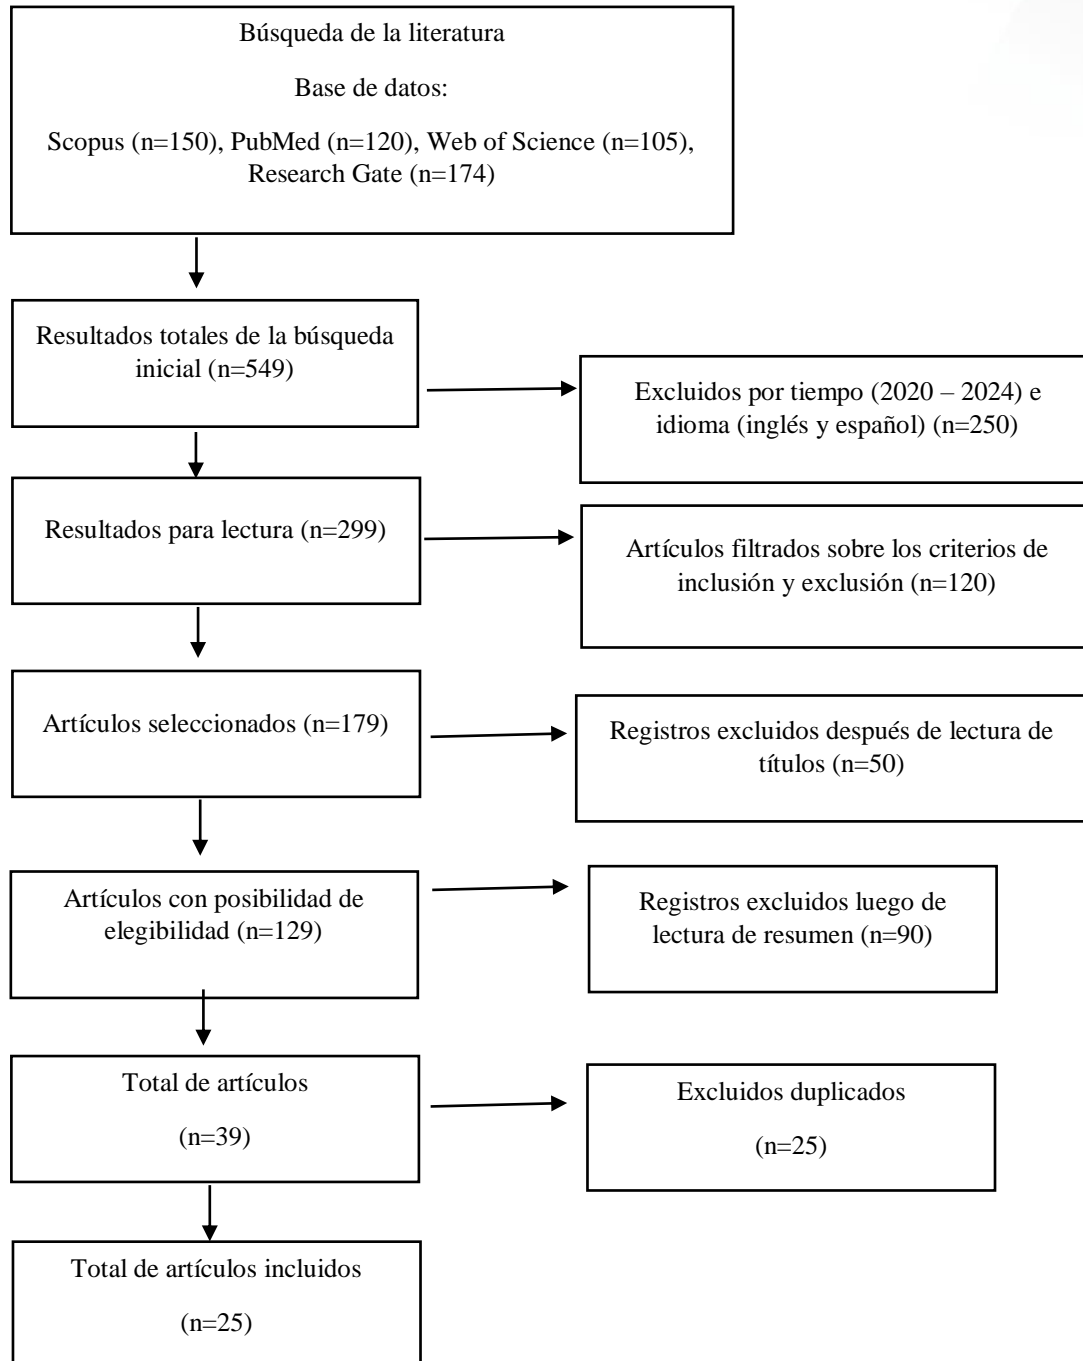 Búsqueda de la literatura
Base de datos:
Scopus (n=150), PubMed (n=120), Web of Science (n=105),
Research Gate (n=174)
Resultados totales de la búsqueda
inicial (n=549)
Excluidos por tiempo (2020 – 2024) e
idioma (inglés y español) (n=250)
Resultados para lectura (n=299)
Artículos filtrados sobre los criterios de
inclusión y exclusión (n=120)
Artículos seleccionados (n=179)
Registros excluidos después de lectura de
títulos (n=50)
Artículos con posibilidad de
elegibilidad (n=129)
Registros excluidos luego de
lectura de resumen (n=90)
Total de artículos
(n=39)
Excluidos duplicados
(n=25)
Total de artículos incluidos
(n=25)